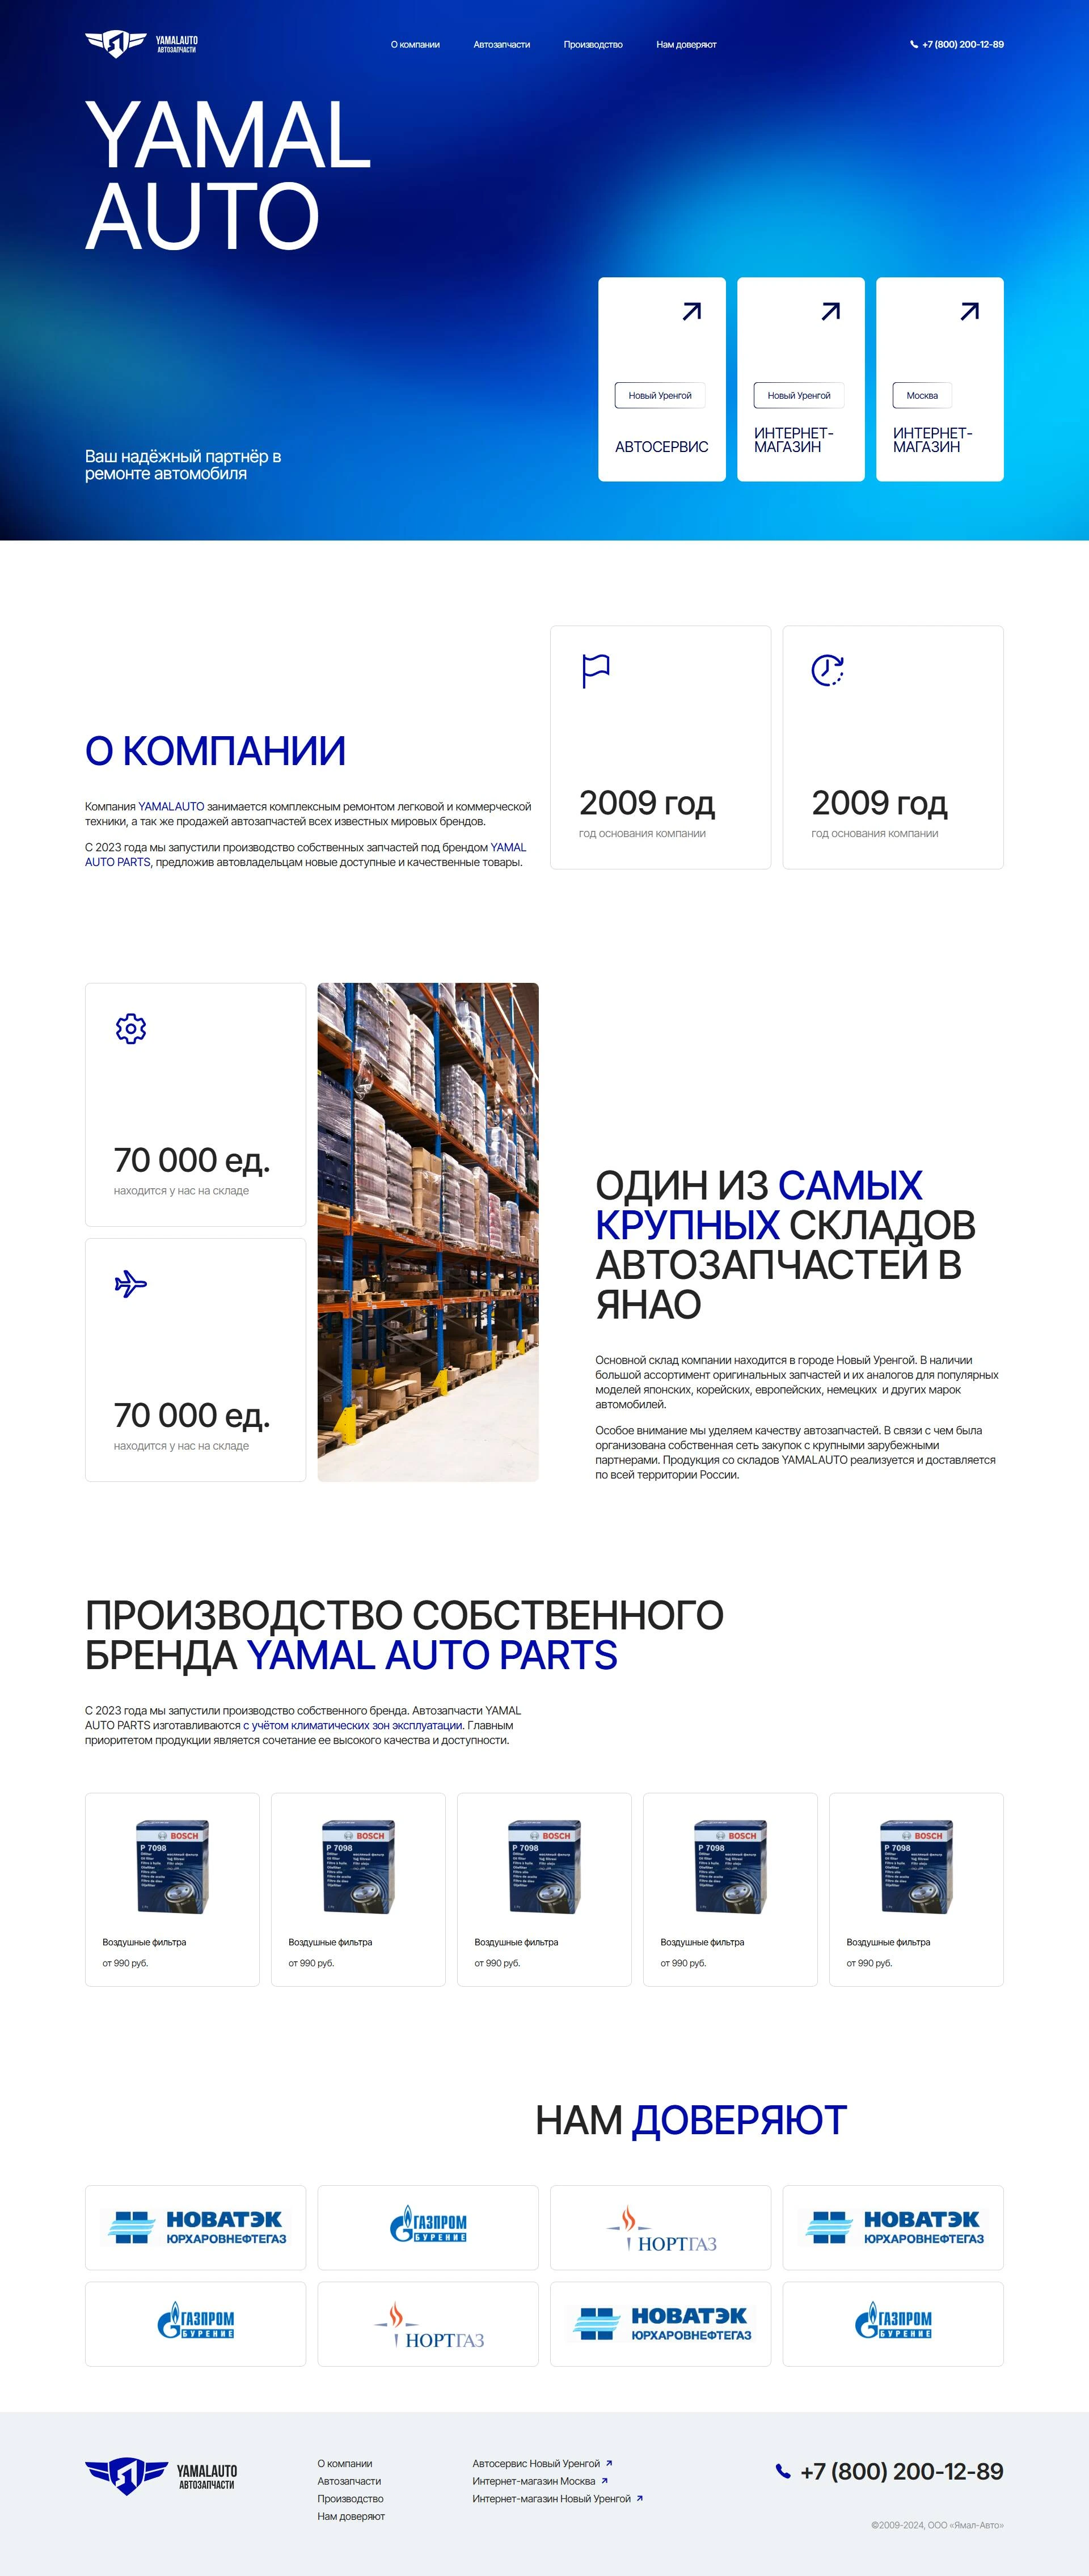 YAMALAUTO
АВТОЗАПЧАСТИ
О компании
Автозапчасти
Производство
Нам доверяют
+7 (800) 200-12-89
YAMAL
AUTO
Ваш надёжный партнёр в
ремонте автомобиля
Новый Уренгой
АВТОСЕРВИС
Новый Уренгой
ИНТЕРНЕТ-
МАГАЗИН
Москва
ИНТЕРНЕТ-
МАГАЗИН
О КОМПАНИИ
Компания YAMALAUTO занимается комплексным ремонтом легковой и коммерческой
техники, а так же продажей автозапчастей всех известных мировых брендов.
С 2023 года мы запустили производство собственных запчастей под брендом YAMAL
AUTO PARTS, предложив автовладельцам новые доступные и качественные товары.
2009 год
год основания компании
2009 год
год основания компании
70 000 ед.
находится у нас на складе
70 000 ед.
находится у нас на складе
ОДИН ИЗ САМЫХ
КРУПНЫХ СКЛАДОВ
АВТОЗАПЧАСТЕЙ В
ЯНАО
Основной склад компании находится в городе Новый Уренгой. В наличии
большой ассортимент оригинальных запчастей и их аналогов для популярных
моделей японских, корейских, европейских, немецких и других марок
автомобилей.
Особое внимание мы уделяем качеству автозапчастей. В связи с чем была
организована собственная сеть закупок с крупными зарубежными
партнерами. Продукция со складов YAMALAUTO реализуется и доставляется
по всей территории России.
ПРОИЗВОДСТВО СОБСТВЕННОГО
БРЕНДА YAMAL AUTO PARTS
С 2023 года мы запустили производство собственного бренда. Автозапчасти YAMAL
AUTO PARTS изготавливаются с учётом климатических зон эксплуатации. Главным
приоритетом продукции является сочетание ее высокого качества и доступности.
BOSCH
P 7098
Воздушные фильтра
от 990 руб.
BOSCH
P 7098
Воздушные фильтра
от 990 руб.
BOSCH
P 7098
Воздушные фильтра
от 990 руб.
BOSCH
P 7098
Воздушные фильтра
от 990 руб.
BOSCH
P 7098
Воздушные фильтра
от 990 руб.
НАМ ДОВЕРЯЮТ
НОВАТЭК
ЮРХАРОВНЕФТЕГАЗ
ГАЗПРОМ
БУРЕНИЕ
НОРТГАЗ
НОВАТЭК
ЮРХАРОВНЕФТЕГАЗ
ГАЗПРОМ
БУРЕНИЕ
НОРТГАЗ
НОВАТЭК
ЮРХАРОВНЕФТЕГАЗ
ГАЗПРОМ
БУРЕНИЕ
YAMALAUTO
АВТОЗАПЧАСТИ
О компании
Автозапчасти
Производство
Нам доверяют
Автосервис Новый Уренгой
Интернет-магазин Москва
Интернет-магазин Новый Уренгой
+7 (800) 200-12-89
©2009-2024, ООО «Ямал-Авто»